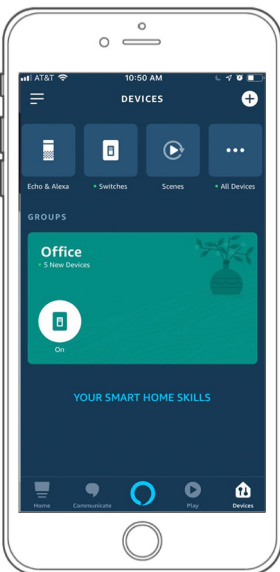 AT&T 10:50 AM
DEVICES
Echo & Alexa Switches Scenes All Devices
GROUPS
Office
5 New Devices
On
YOUR SMART HOME SKILLS
Home Communicate Play Devices